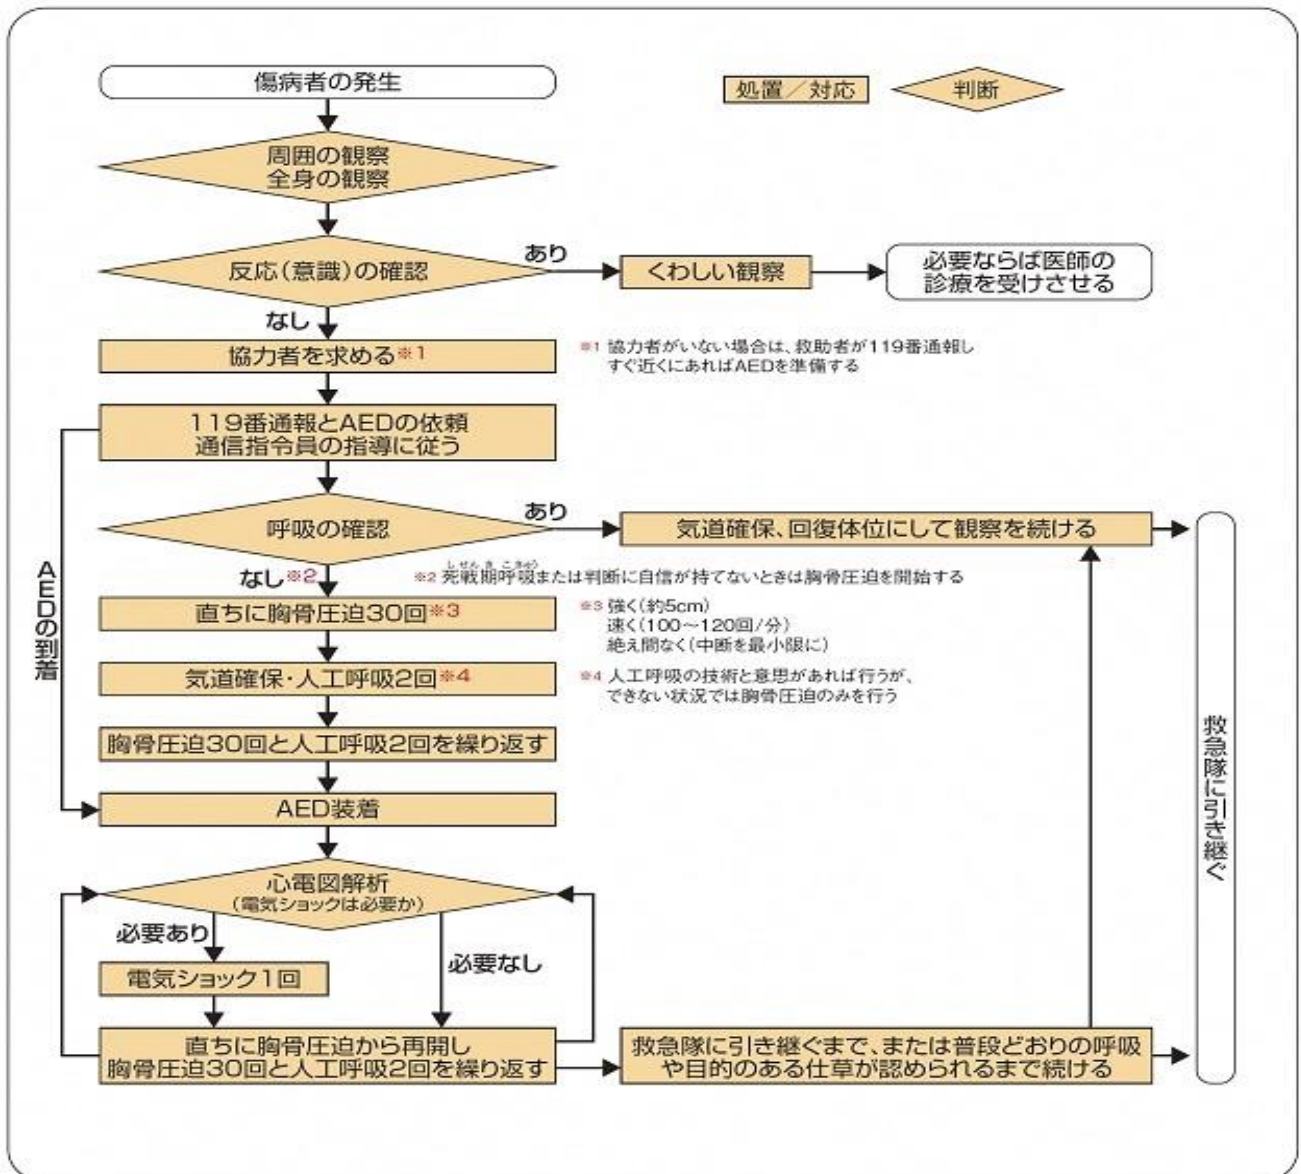 傷病者の発生
処置／対応
判断
周囲の観察
全身の観察
反応(意識)の確認
あり
くわしい観察
必要ならば医師の
診療を受けさせる
なし
協力者を求める※1
※1 協力者がいない場合は、救助者が119番通報し
すぐ近くにあればAEDを準備する
119番通報とAEDの依頼
通信指令員の指導に従う
呼吸の確認
あり
気道確保、回復体位にして観察を続ける
なし※2
※2 死戦期呼吸または判断に自信が持てないときは胸骨圧迫を開始する
直ちに胸骨圧迫30回※3
※3 強く(約5cm)
速く(100～120回/分)
絶え間なく(中断を最小限に)
気道確保・人工呼吸2回※4
※4 人工呼吸の技術と意思があれば行うが、
できない状況では胸骨圧迫のみを行う
胸骨圧迫30回と人工呼吸2回を繰り返す
AEDの到着
AED装着
心電図解析
(電気ショックは必要か)
必要あり
必要なし
電気ショック1回
直ちに胸骨圧迫から再開し
胸骨圧迫30回と人工呼吸2回を繰り返す
救急隊に引き継ぐまで、または普段どおりの呼吸
や目的のある仕草が認められるまで続ける
救急隊に引き継ぐ